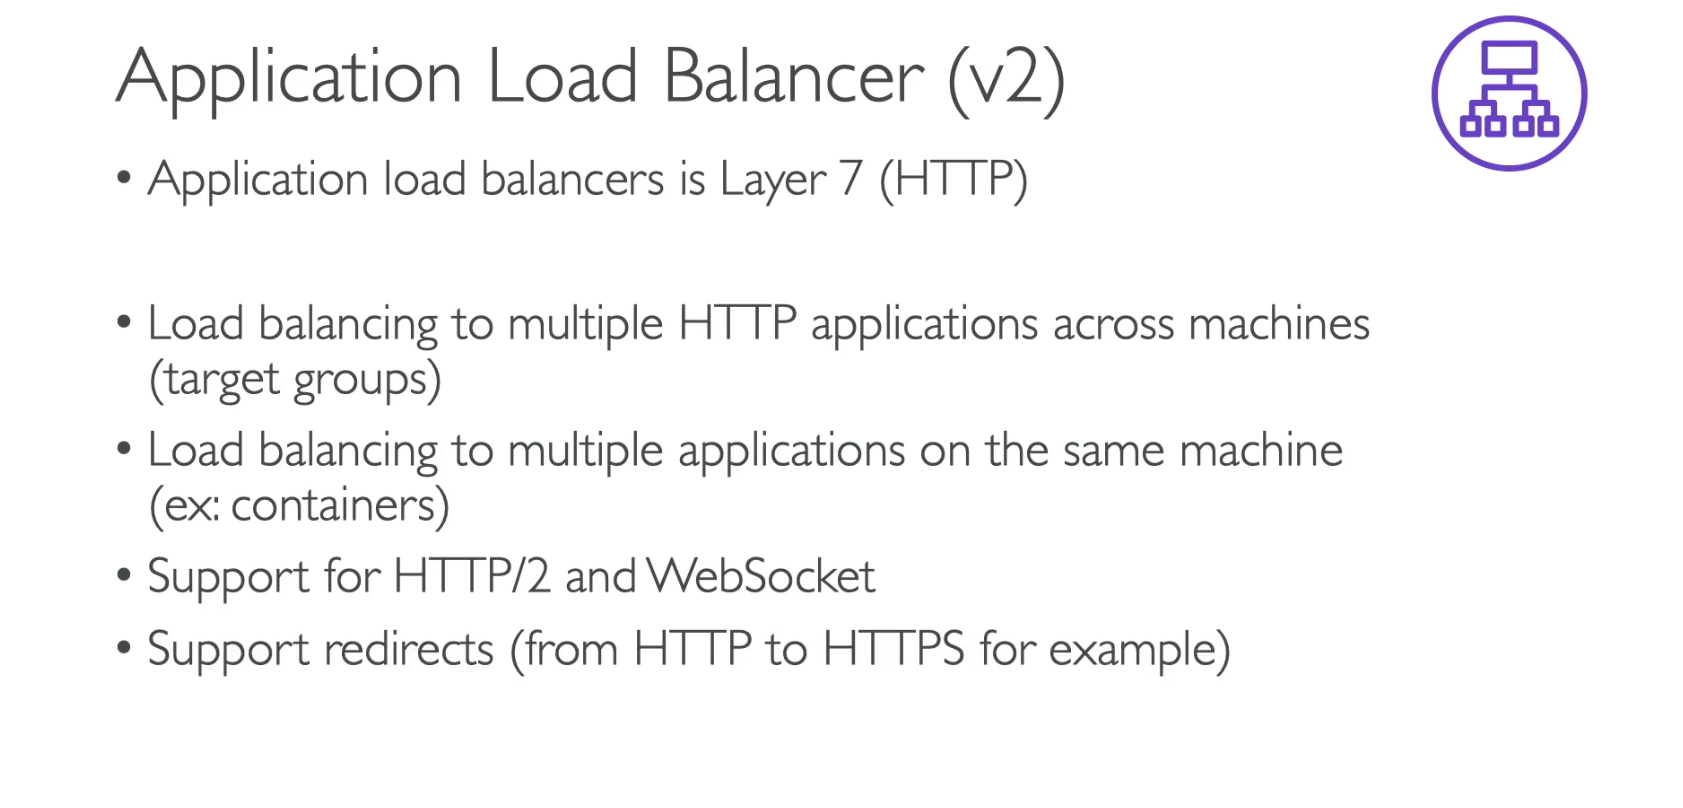 Application Load Balancer (v2)
• Application load balancers is Layer 7 (HTTP)
• Load balancing to multiple HTTP applications across machines
(target groups)
• Load balancing to multiple applications on the same machine
(ex: containers)
• Support for HTTP/2 and WebSocket
• Support redirects (from HTTP to HTTPS for example)